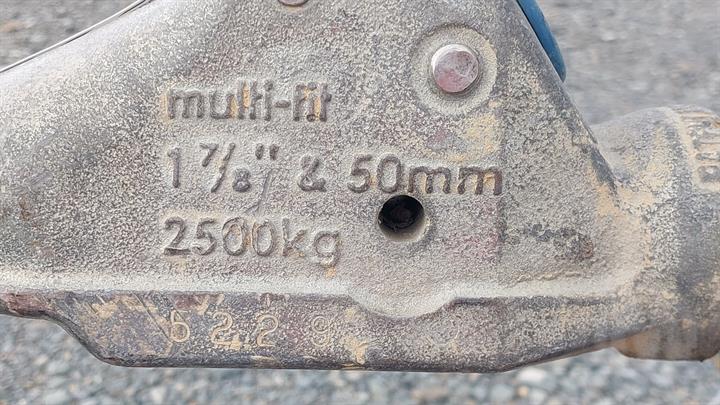 multi-fit
1 7/8" & 50mm
2500kg
6229